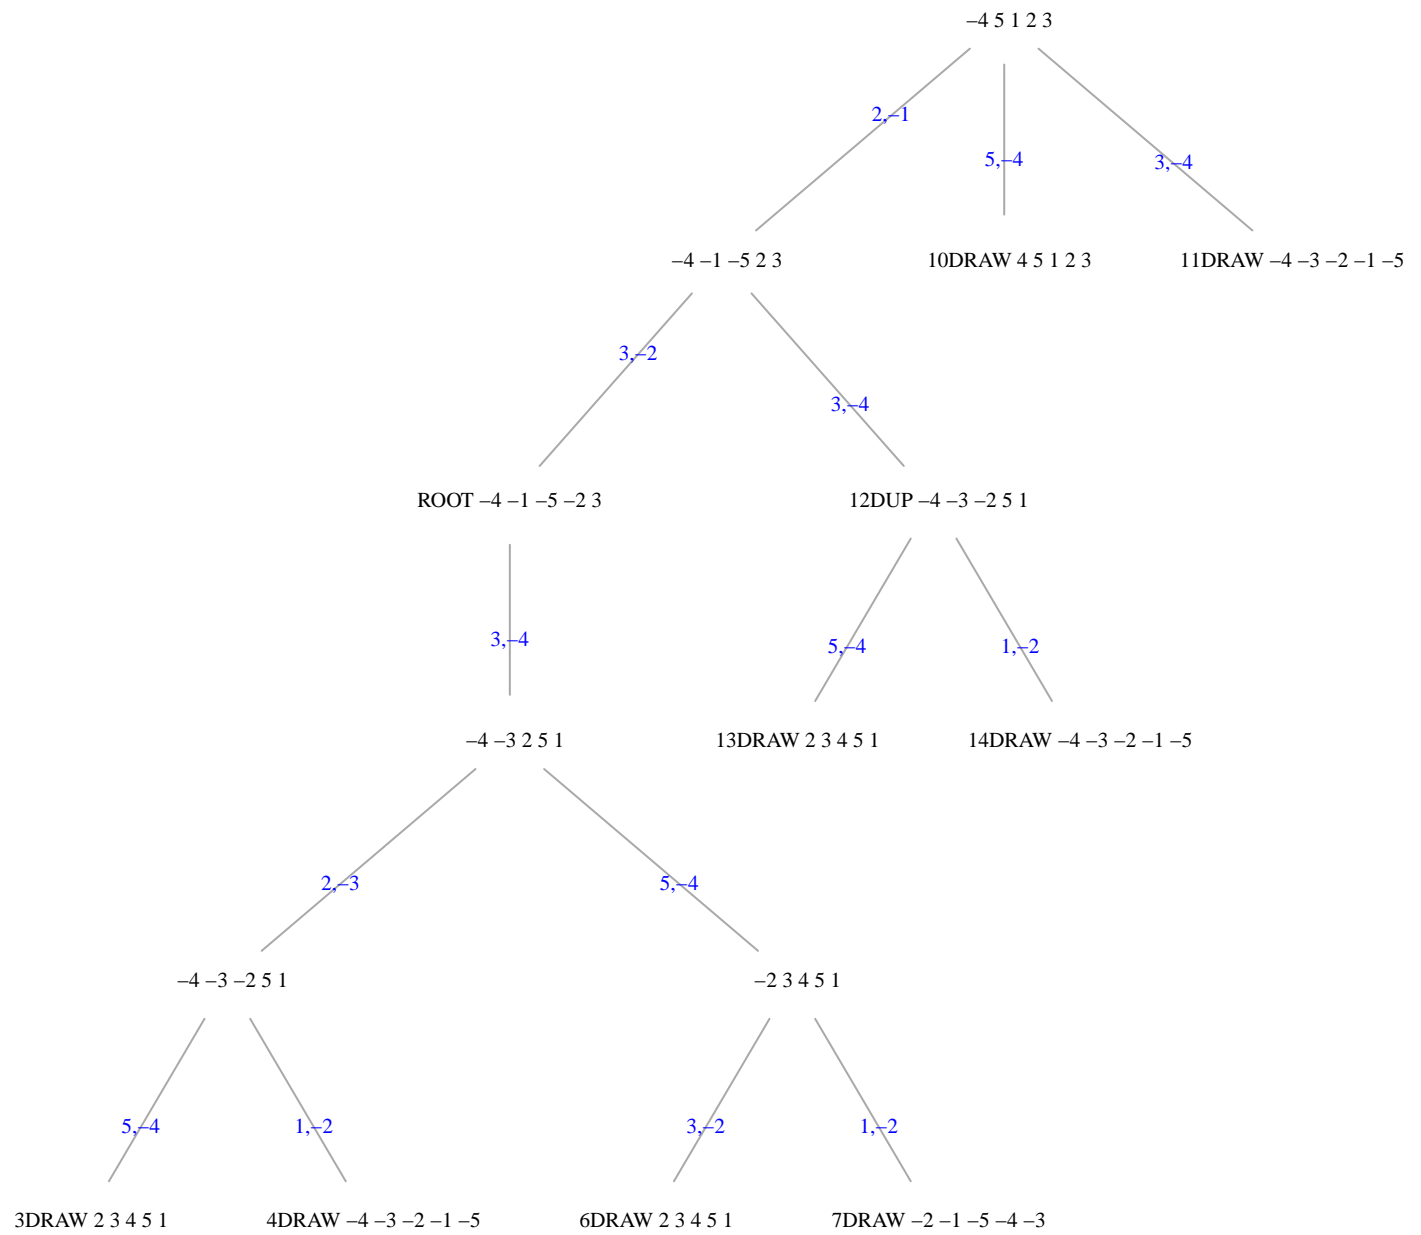 –4 5 1 2 3
2,–1
5,–4
3,–4
–4 –1 –5 2 3
10DRAW 4 5 1 2 3
11DRAW –4 –3 –2 –1 –5
3,–2
3,–4
ROOT –4 –1 –5 –2 3
12DUP –4 –3 –2 5 1
3,–4
5,–4
1,–2
–4 –3 2 5 1
13DRAW 2 3 4 5 1
14DRAW –4 –3 –2 –1 –5
2,–3
5,–4
–4 –3 –2 5 1
–2 3 4 5 1
5,–4
1,–2
3,–2
1,–2
3DRAW 2 3 4 5 1
4DRAW –4 –3 –2 –1 –5
6DRAW 2 3 4 5 1
7DRAW –2 –1 –5 –4 –3